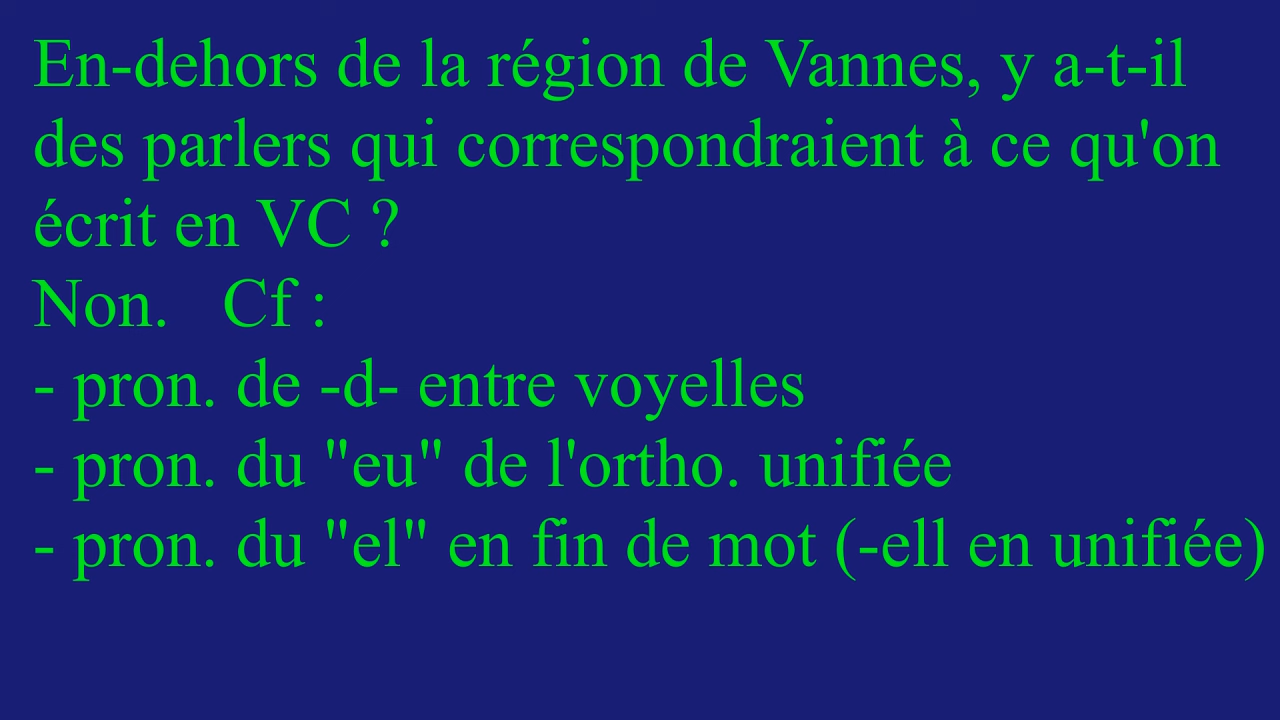 En-dehors de la région de Vannes, y a-t-il
des parlers qui correspondraient à ce qu'on
écrit en VC ?
Non.   Cf :
- pron. de -d- entre voyelles
- pron. du "eu" de l'ortho. unifiée
- pron. du "el" en fin de mot (-ell en unifiée)